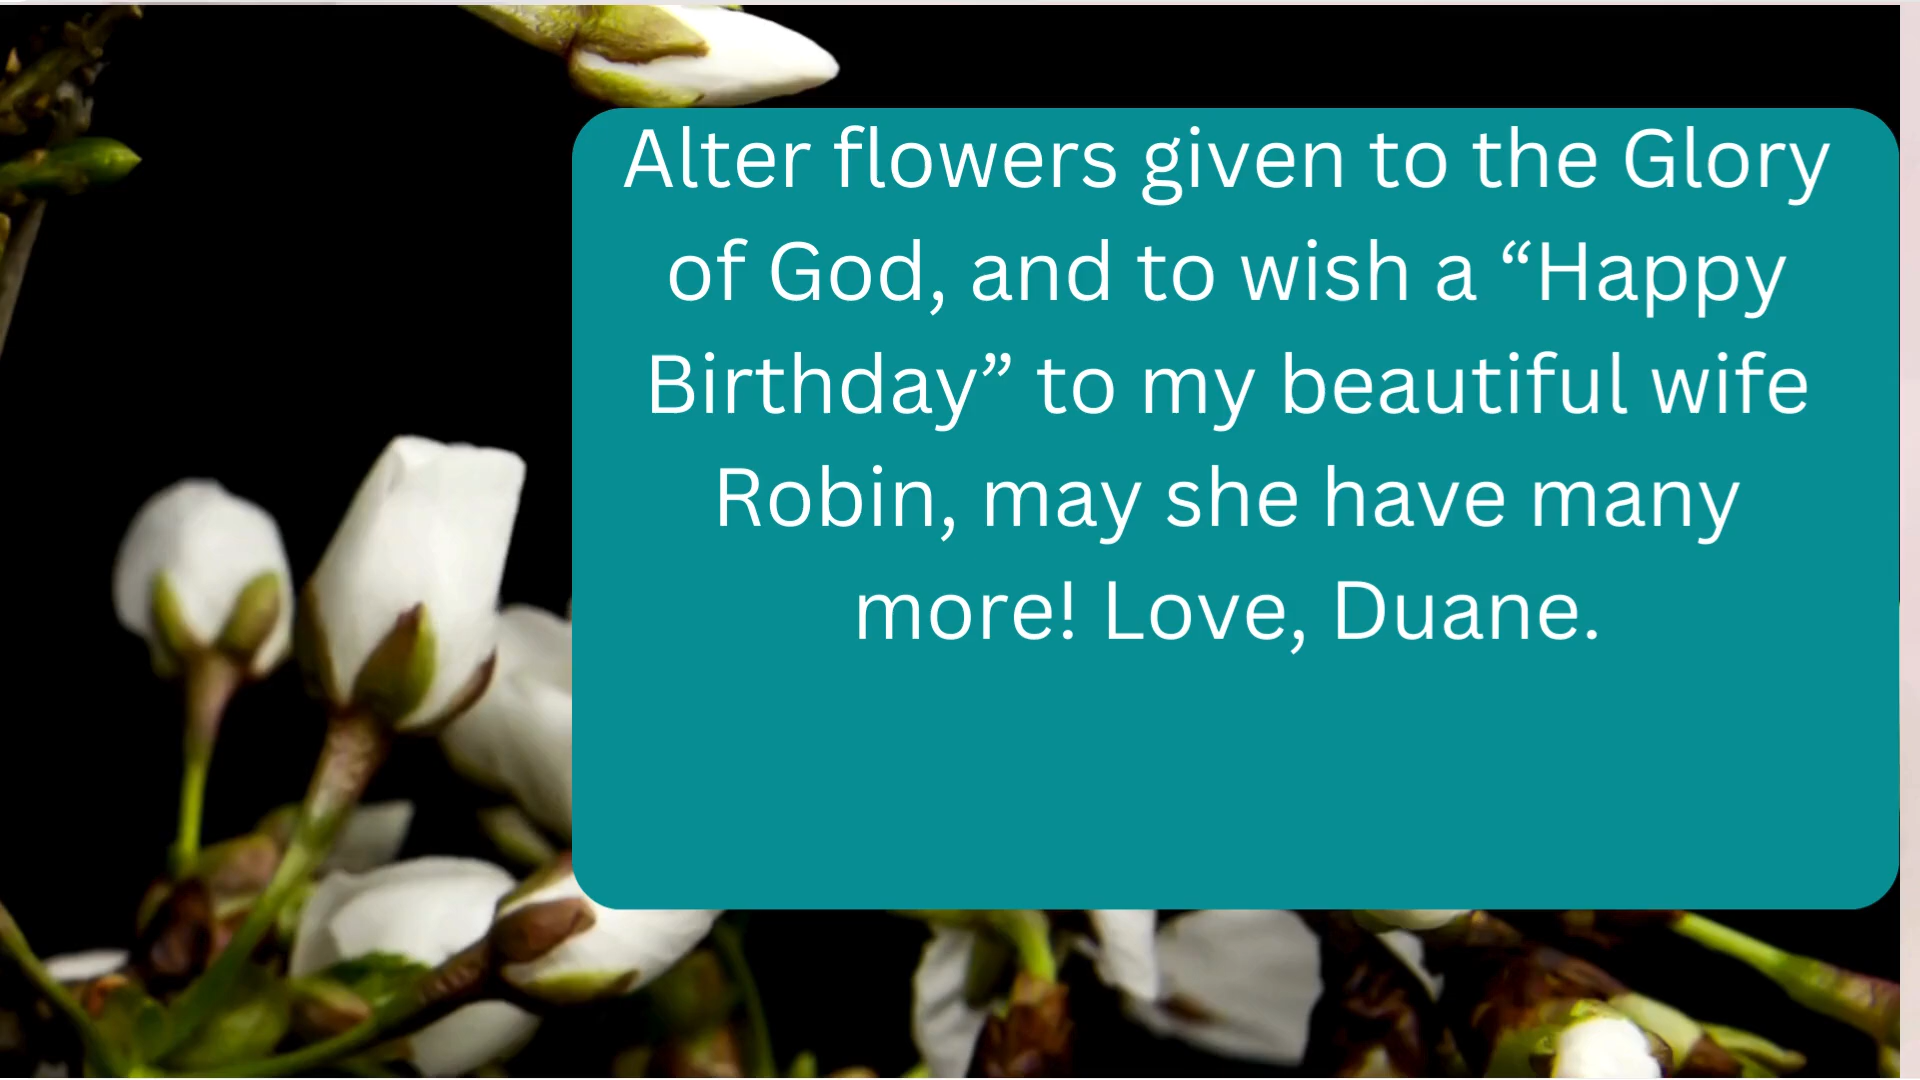 Alter flowers given to the Glory
of God, and to wish a “Happy
Birthday” to my beautiful wife
Robin, may she have many
more! Love, Duane.